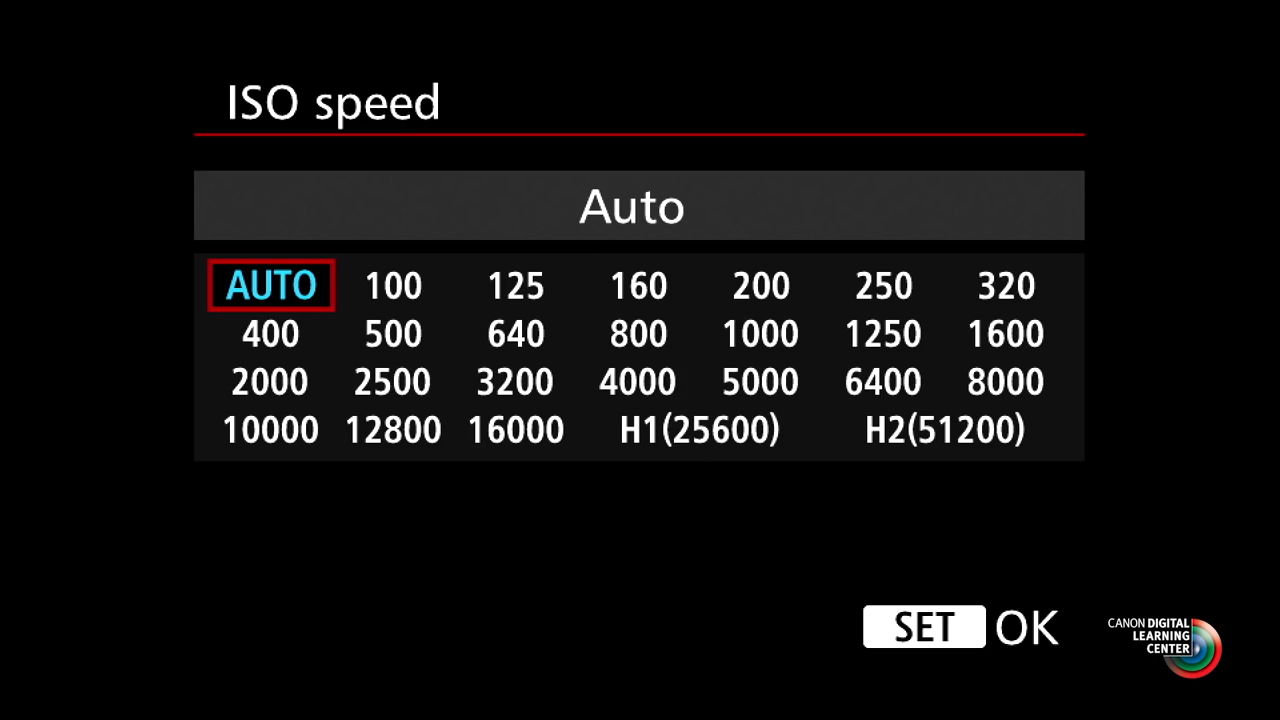 ISO speed
Auto
AUTO 100 125 160 200 250 320
400 500 640 800 1000 1250 1600
2000 2500 3200 4000 5000 6400 8000
10000 12800 16000 H1(25600) H2(51200)
SET OK
CANON DIGITAL
LEARNING
CENTER